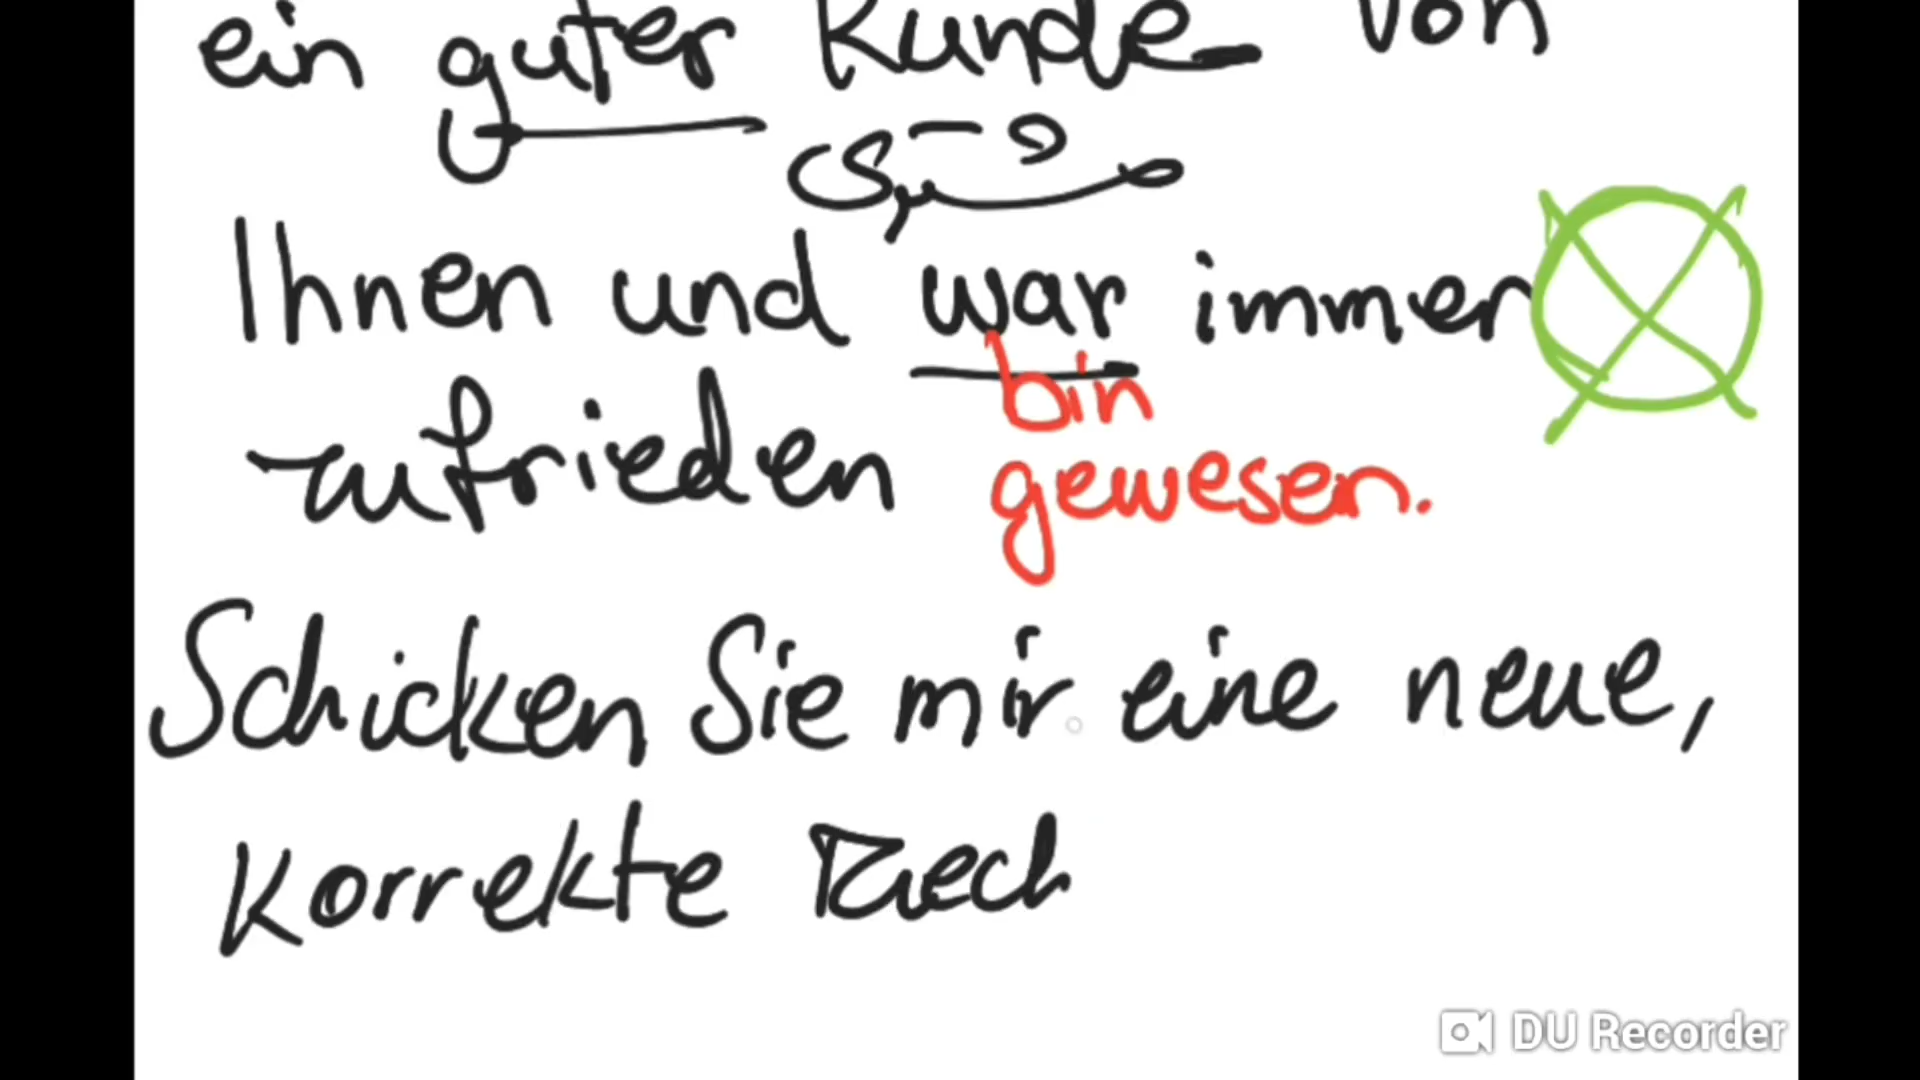 ein guter Kunde von
Ihnen und war immer
bin
zufrieden gewesen.
Schicken Sie mir eine neue,
korrekte Rech
DU Recorder